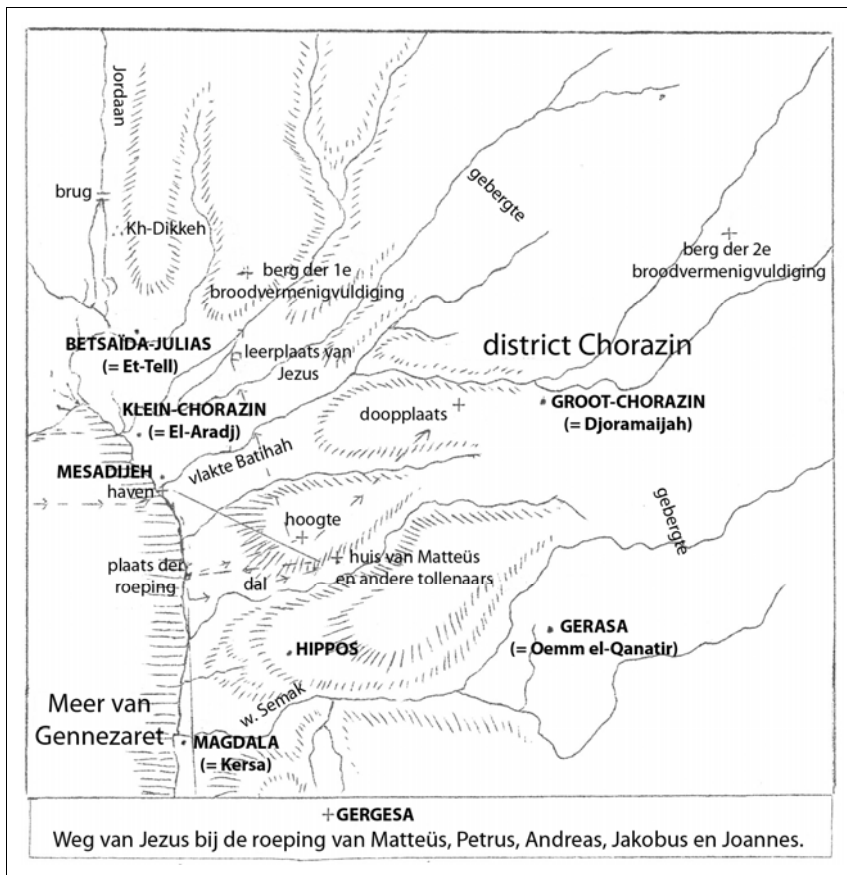 Jordaan
brug
Kh-Dikkeh
gebergte
berg der 1e
broodvermenigvuldiging
berg der 2e
broodvermenigvuldiging
BETSAÏDA-JULIAS
(= Et-Tell)
leerplaats van
Jezus
district Chorazin
KLEIN-CHORAZIN
(= El-Aradj)
doopplaats
GROOT-CHORAZIN
(= Djoramaijah)
MESADIJEH
haven
vlakte Batihah
hoogte
gebergte
plaats der
roeping
dal
huis van Matteüs
en andere tollenaars
HIPPOS
GERASA
(= Oemm el-Qanatir)
w. Semak
Meer van
Gennezaret
MAGDALA
(= Kersa)
GERGESA
Weg van Jezus bij de roeping van Matteüs, Petrus, Andreas, Jakobus en Joannes.